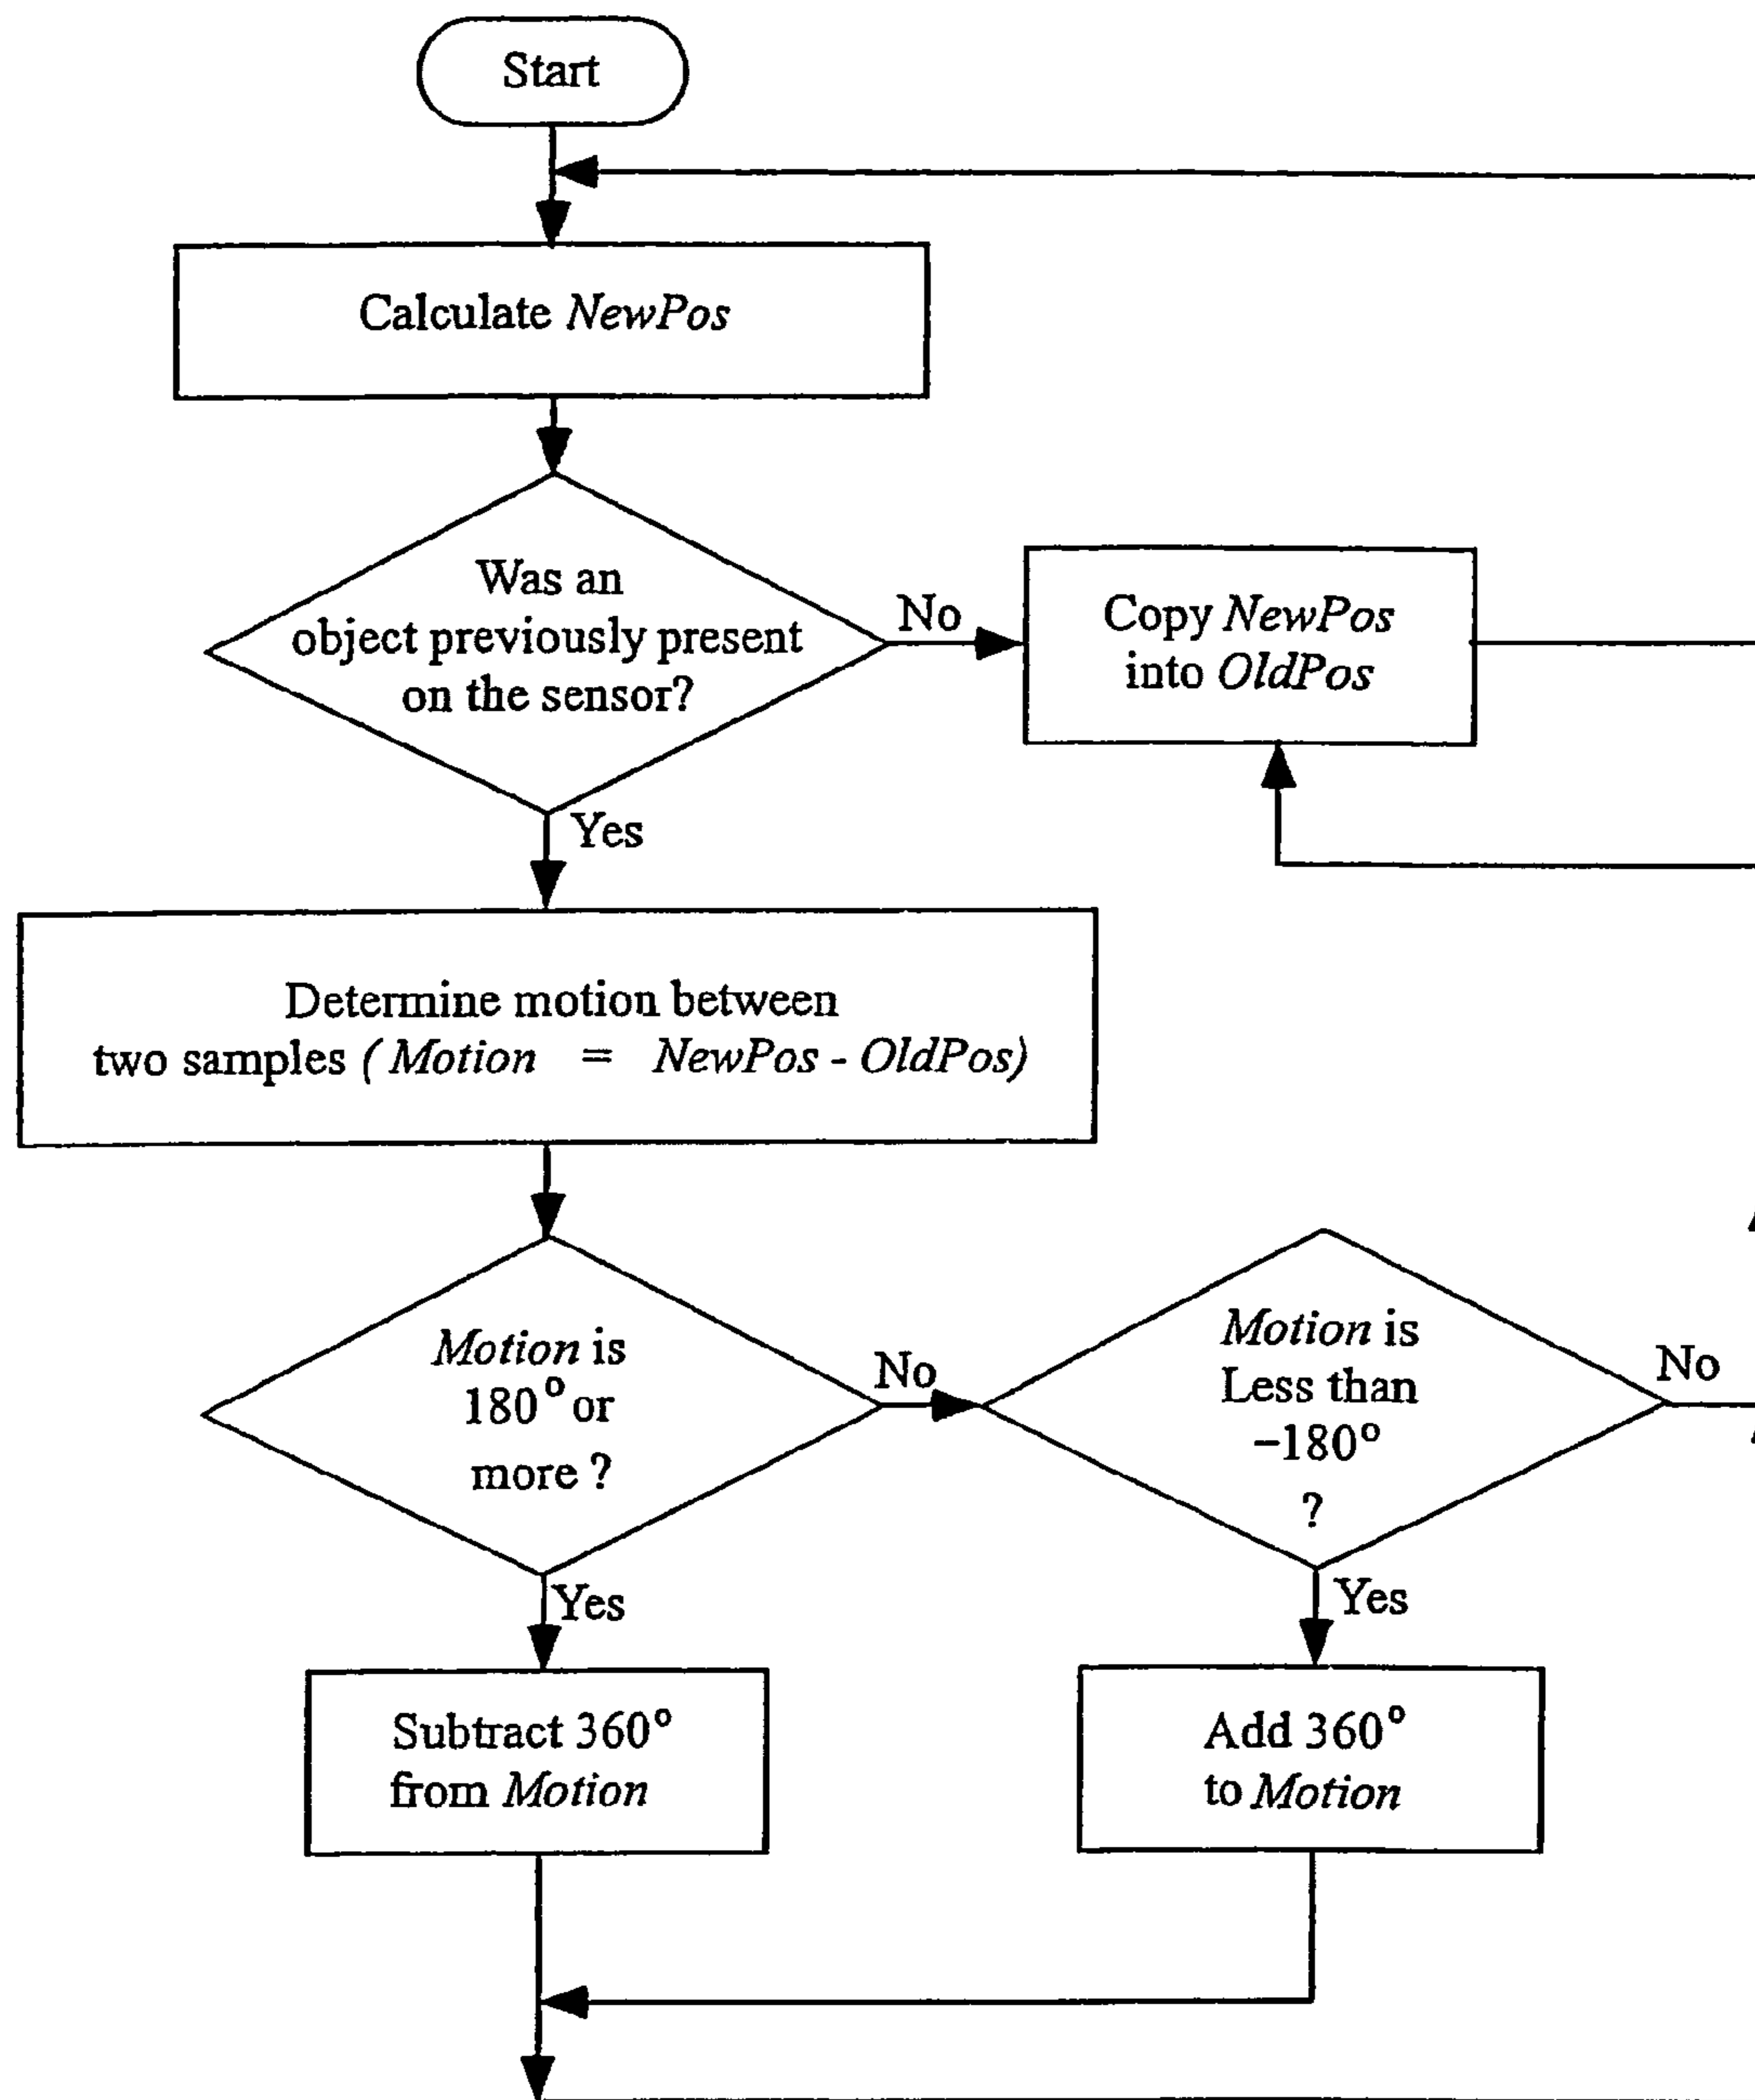 Start
Calculate NewPos
Was an
object previously present
on the sensor?
No
Copy NewPos
into OldPos
Yes
Determine motion between
two samples ( Motion = NewPos - OldPos)
Motion is
180° or
more ?
No
Motion is
Less than
–180°
?
No
Yes
Yes
Subtract 360°
from Motion
Add 360°
to Motion